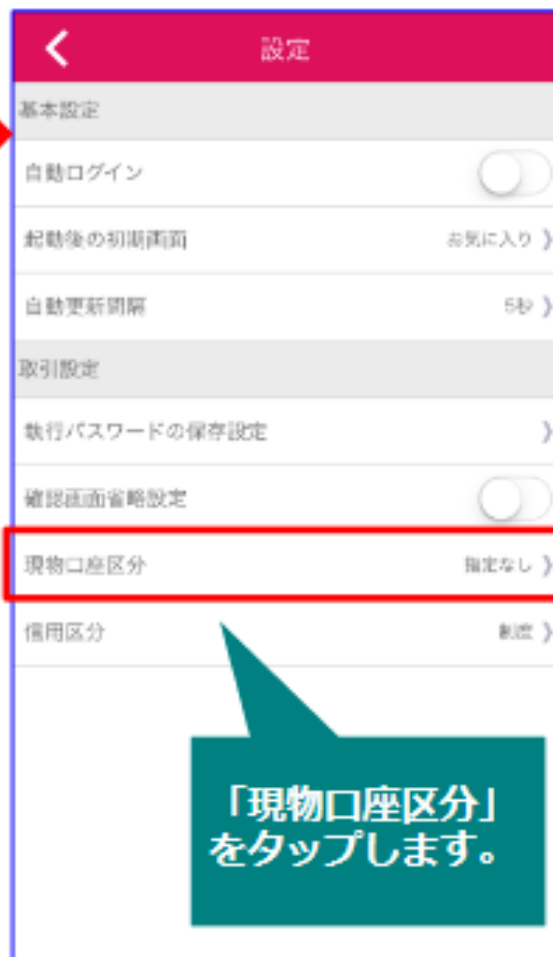 設定
基本設定
自動ログイン
起動後の初期画面 お気に入り
自動更新間隔 5秒
取引設定
執行パスワードの保存設定
確認画面省略設定
現物口座区分 指定なし
信用区分 制度
「現物口座区分」
をタップします。